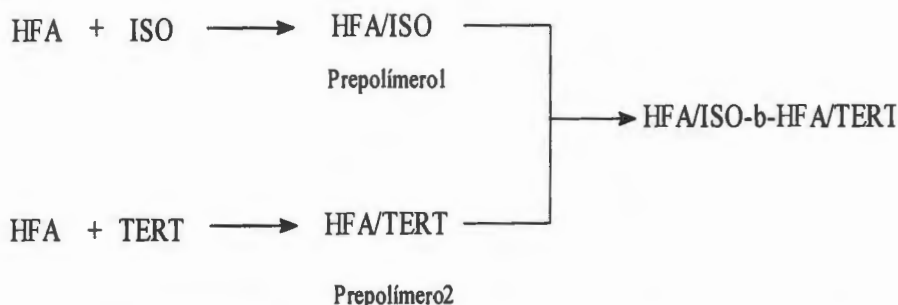 HFA + ISO HFA/ISO
Prepolímero1
HFA/ISO-b-HFA/TERT
HFA + TERT HFA/TERT
Prepolímero2